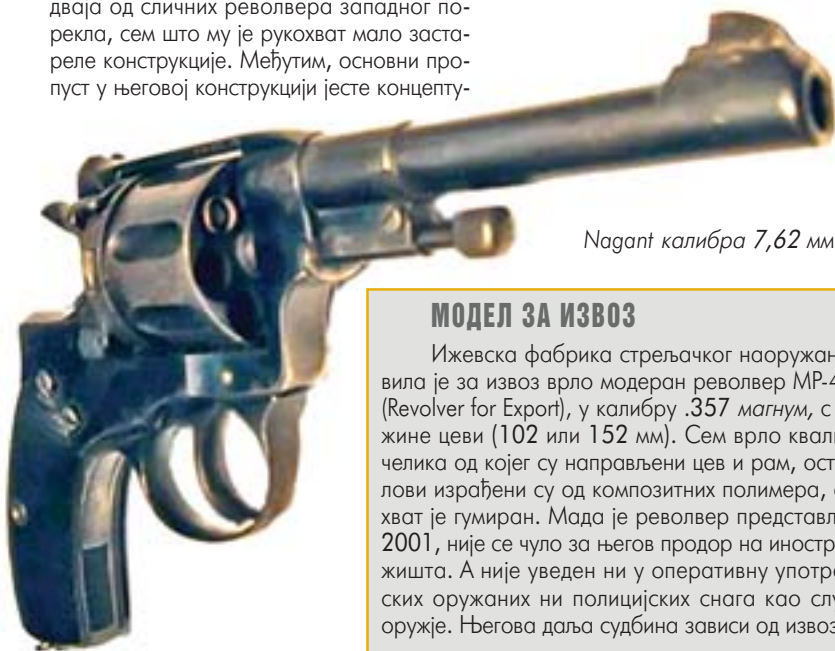 дваја од сличних револвера западног по-
рекла, сем што му је рукохват мало заста-
реле конструкције. Међутим, основни про-
пуст у његовој конструкцији јесте концепту-
Nagant калибра 7,62 мм
МОДЕЛ ЗА ИЗВОЗ
Ижевска фабрика стрељачког наоружањ
вила је за извоз врло модеран револвер МР-4
(Revolver for Export), у калибру .357 магнум, с
жине цеви (102 или 152 мм). Сем врло квали
челика од којег су направљени цев и рам, ост
лови израђени су од композитних полимера,
хват је гумиран. Мада је револвер представљ
2001, није се чуло за његов продор на иностр
жишта. А није уведен ни у оперативну употре
ских оружаних ни полицијских снага као слу
оружје. Његова даља судбина зависи од извоз